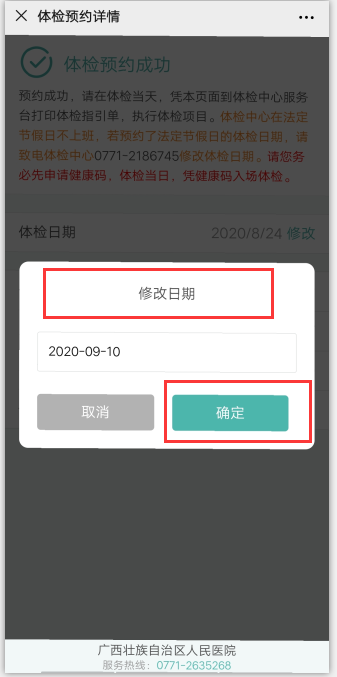 体检预约详情
体检预约成功
预约成功，请在体检当天，凭本页面到体检中心服务
台打印体检指引单，执行体检项目。体检中心在法定
节假日不上班，若预约了法定节假日的体检日期，请
致电体检中心0771-2186745修改体检日期。请您务
必先申请健康码，体检当日，凭健康码入场体检。
体检日期 2020/8/24 修改
修改日期
2020-09-10
取消 确定
广西壮族自治区人民医院
服务热线：0771-2635268